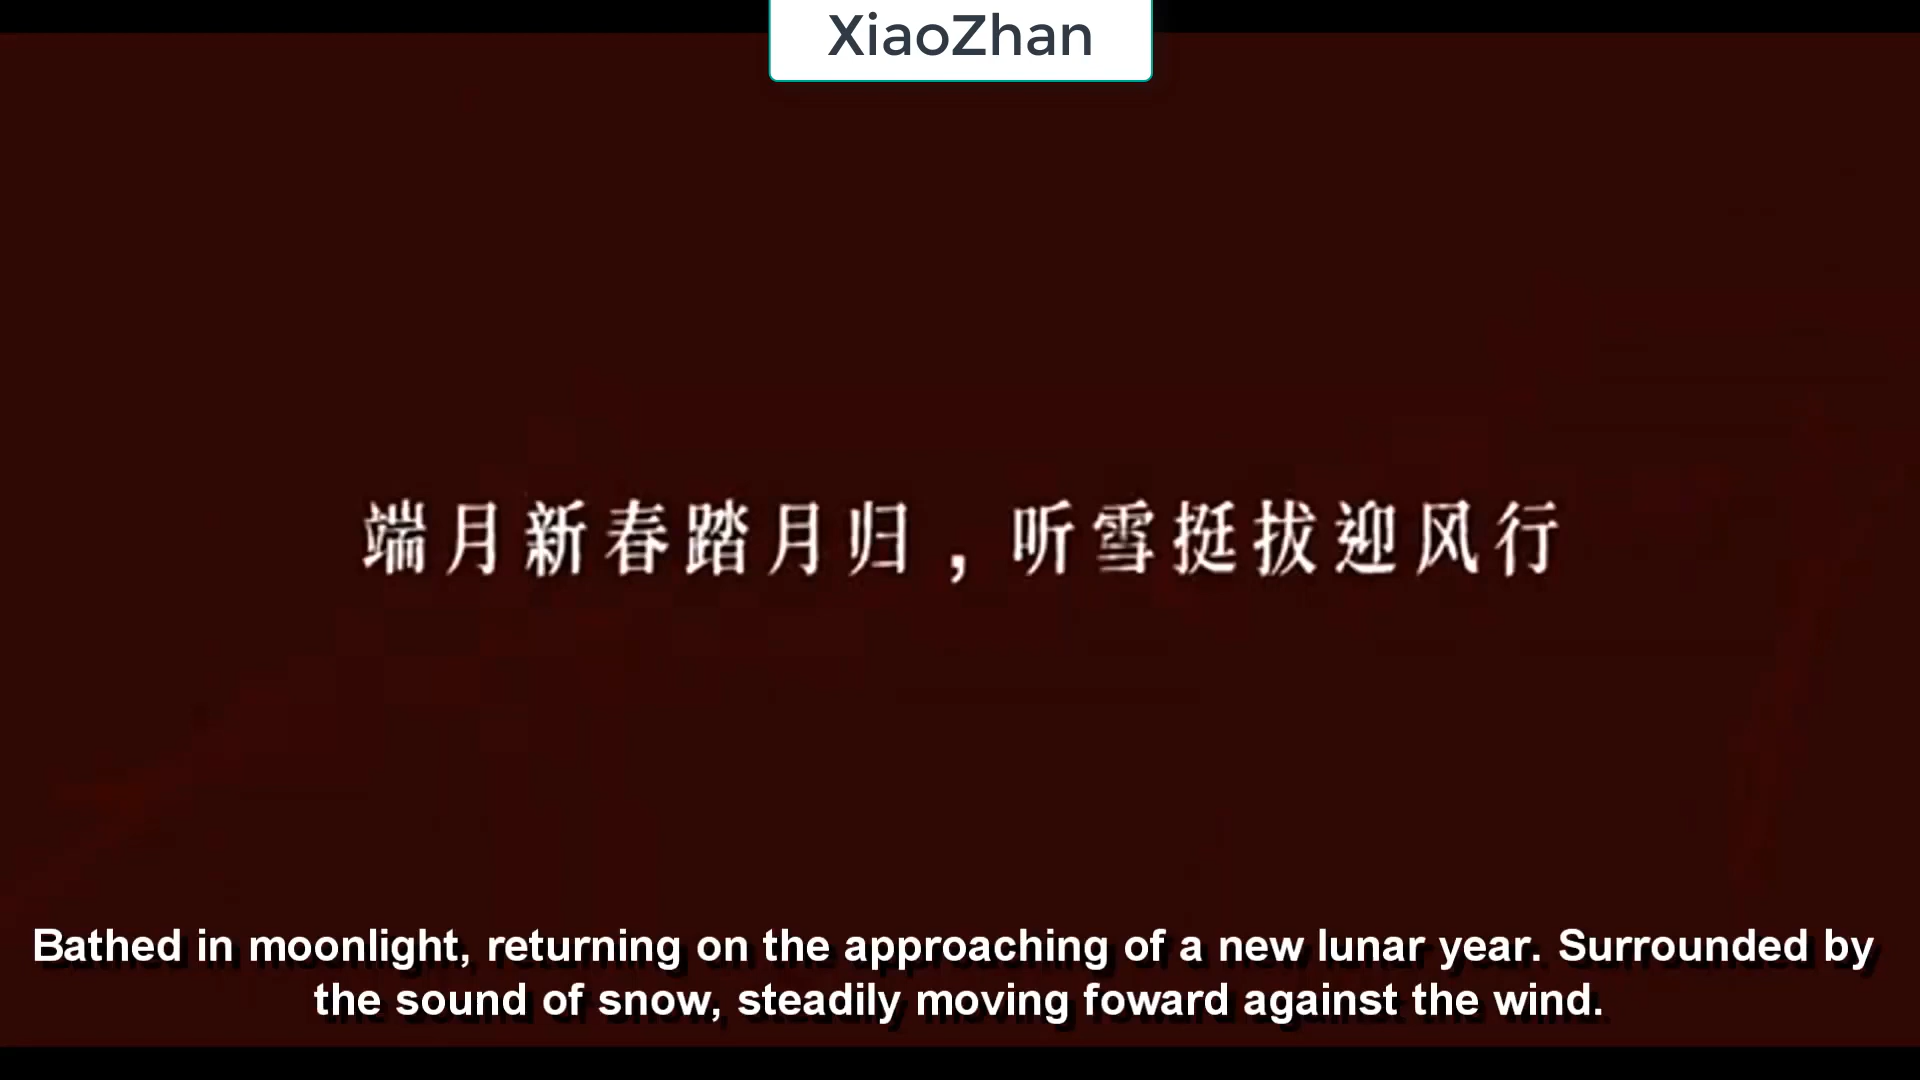 XiaoZhan
端月新春踏月归，听雪挺拔迎风行
Bathed in moonlight, returning on the approaching of a new lunar year. Surrounded by
the sound of snow, steadily moving foward against the wind.